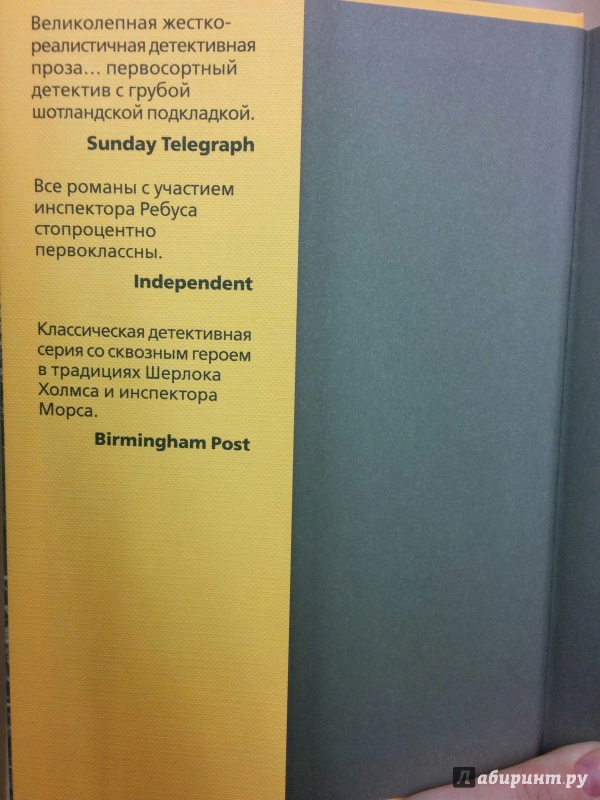 Великолепная жестко-
реалистичная детективная
проза... первосортный
детектив с грубой
шотландской подкладкой.
Sunday Telegraph
Все романы с участием
инспектора Ребуса
стопроцентно
первоклассны.
Independent
Классическая детективная
серия со сквозным героем
в традициях Шерлока
Холмса и инспектора
Морса.
Birmingham Post
Лабиринт.ру